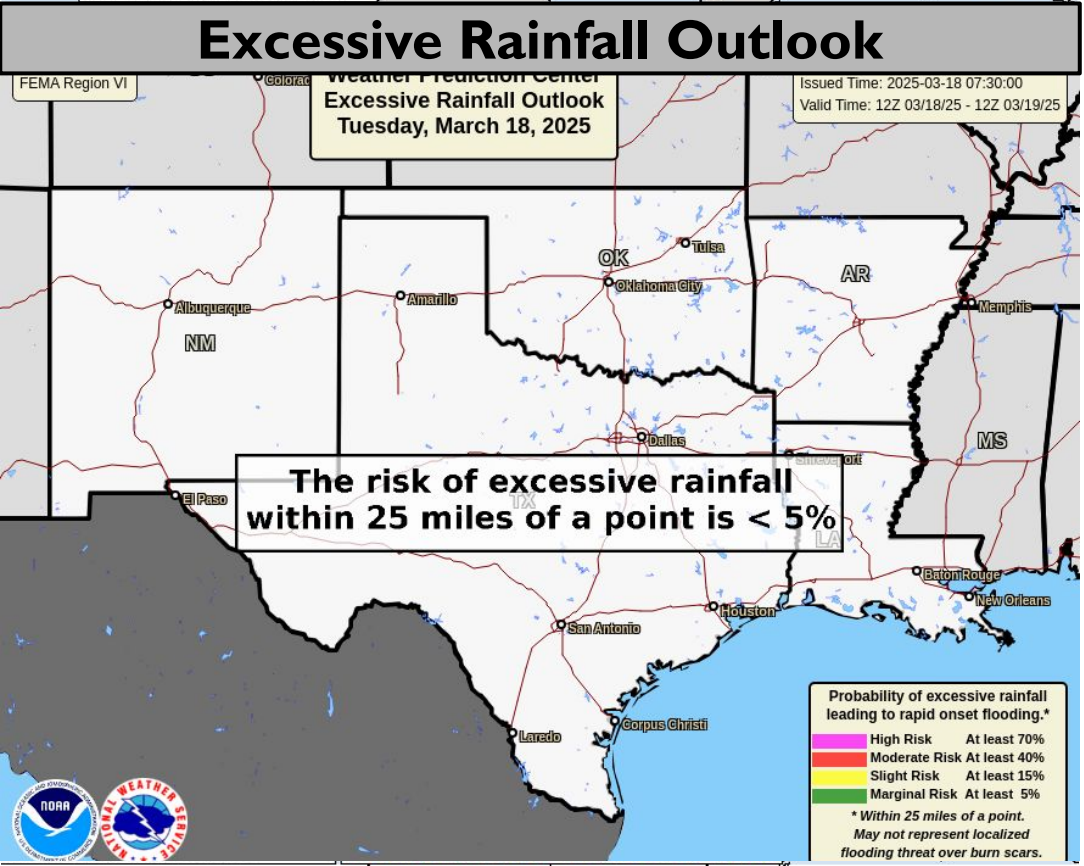 Excessive Rainfall Outlook
FEMA Region VI
Weather Prediction Center
Excessive Rainfall Outlook
Tuesday, March 18, 2025
Issued Time: 2025-03-18 07:30:00
Valid Time: 12Z 03/18/25 - 12Z 03/19/25
Tulsa
OK
Oklahoma City
AR
Amarillo
Albuquerque
Memphis
NM
Dallas
MS
Shreveport
The risk of excessive rainfall
within 25 miles of a point is < 5%
El Paso
TX
LA
Baton Rouge
New Orleans
Houston
San Antonio
Corpus Christi
Laredo
Probability of excessive rainfall
leading to rapid onset flooding.*
High Risk At least 70%
Moderate Risk At least 40%
Slight Risk At least 15%
Marginal Risk At least 5%
* Within 25 miles of a point.
May not represent localized
flooding threat over burn scars.
NOAA
NATIONAL WEATHER SERVICE